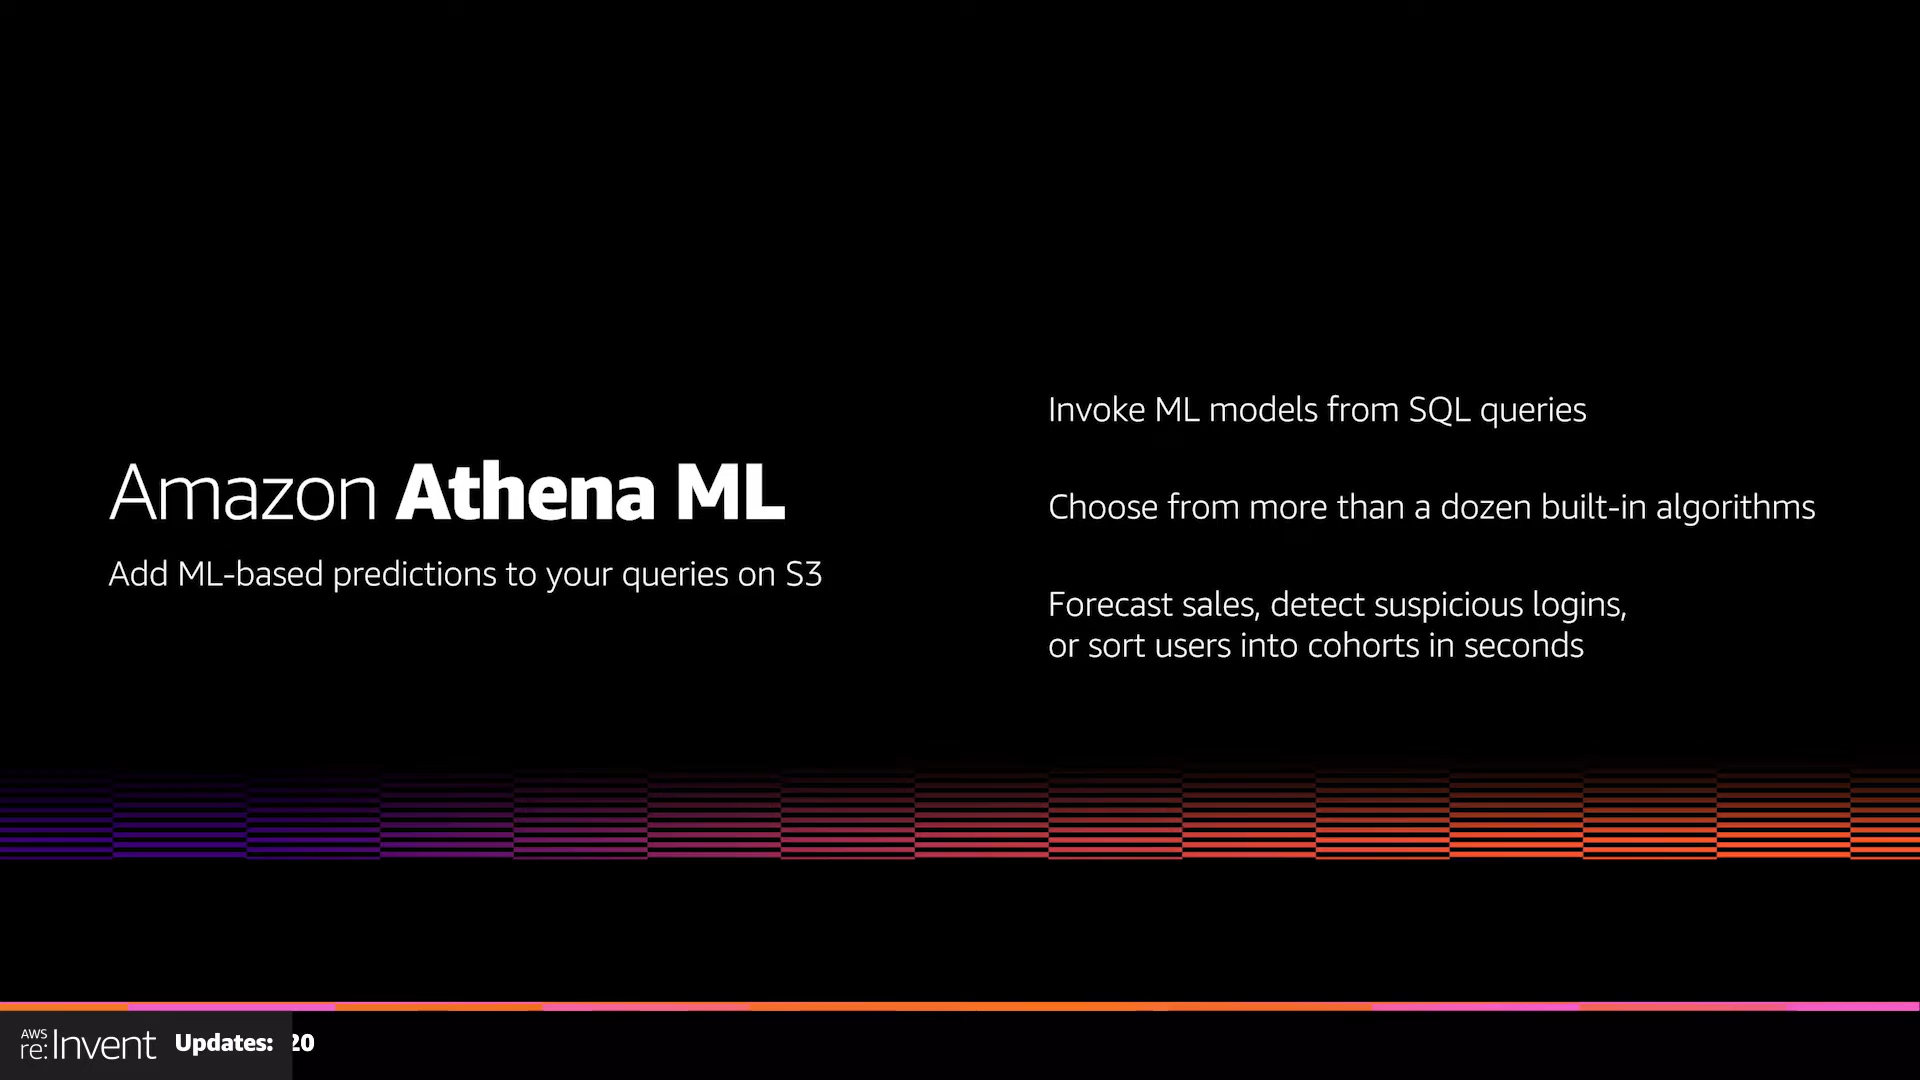 Amazon Athena ML
Add ML-based predictions to your queries on S3
Invoke ML models from SQL queries
Choose from more than a dozen built-in algorithms
Forecast sales, detect suspicious logins,
or sort users into cohorts in seconds
AWS
re:Invent
Updates: 20